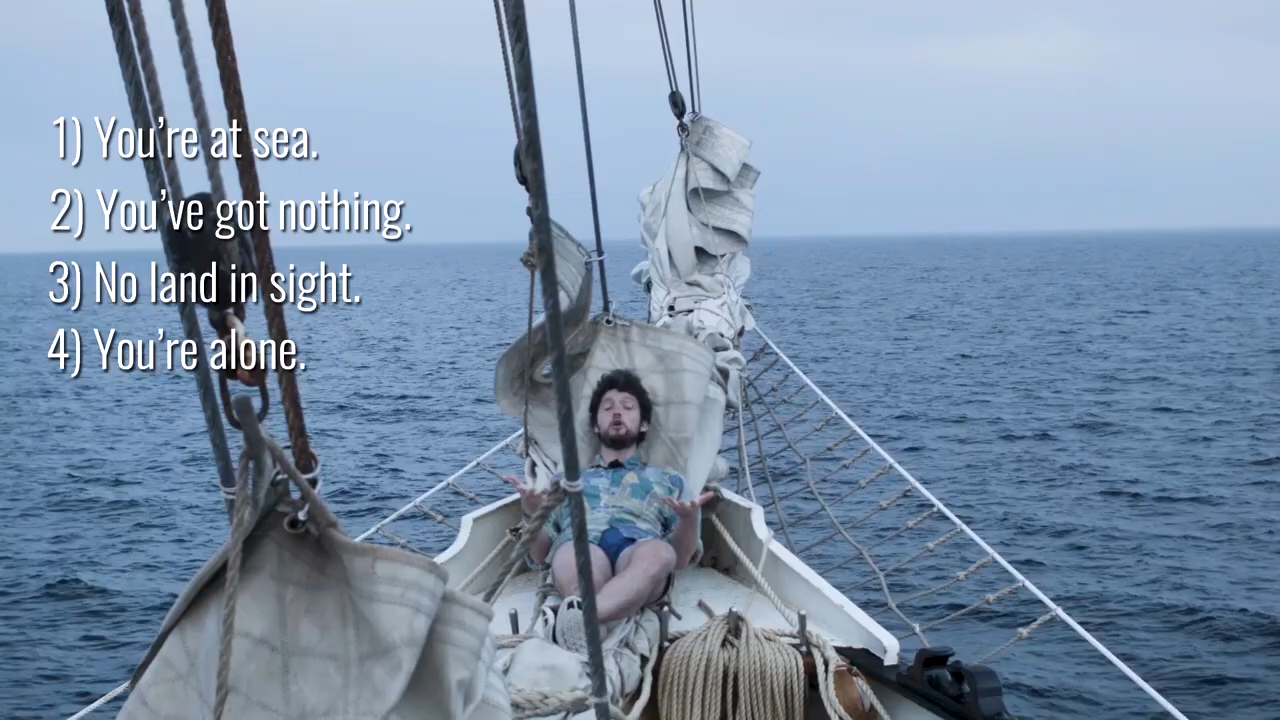 1) You're at sea.
2) You've got nothing.
3) No land in sight.
4) You're alone.